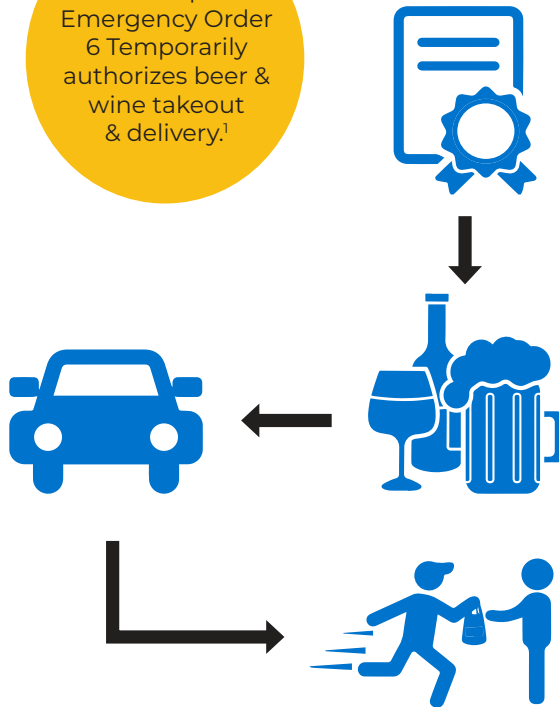 Emergency Order
6 Temporarily
authorizes beer &
wine takeout
& delivery.¹